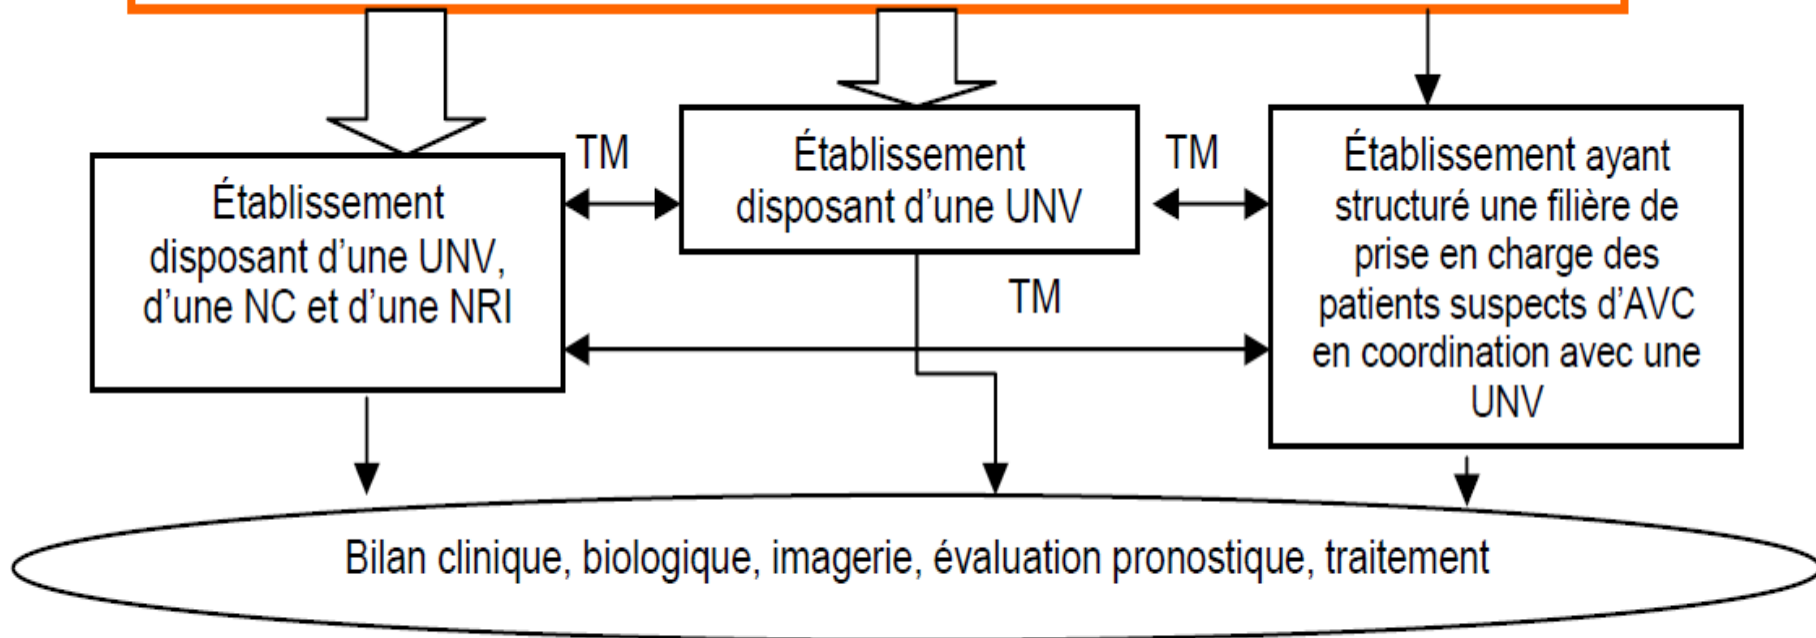 TM
TM
Établissement
disposant d’une UNV,
d’une NC et d’une NRI
Établissement
disposant d’une UNV
Établissement ayant
structuré une filière de
prise en charge des
patients suspects d’AVC
en coordination avec une
UNV
TM
Bilan clinique, biologique, imagerie, évaluation pronostique, traitement